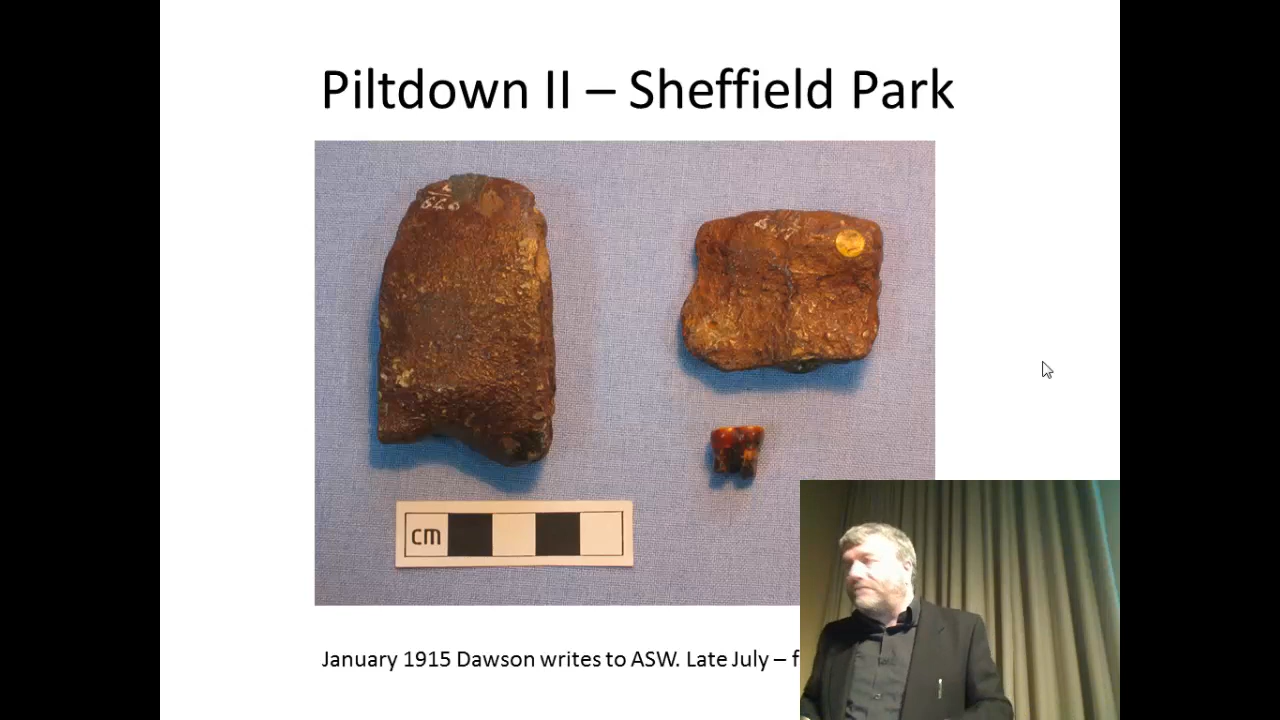 Piltdown II – Sheffield Park
cm
January 1915 Dawson writes to ASW. Late July –